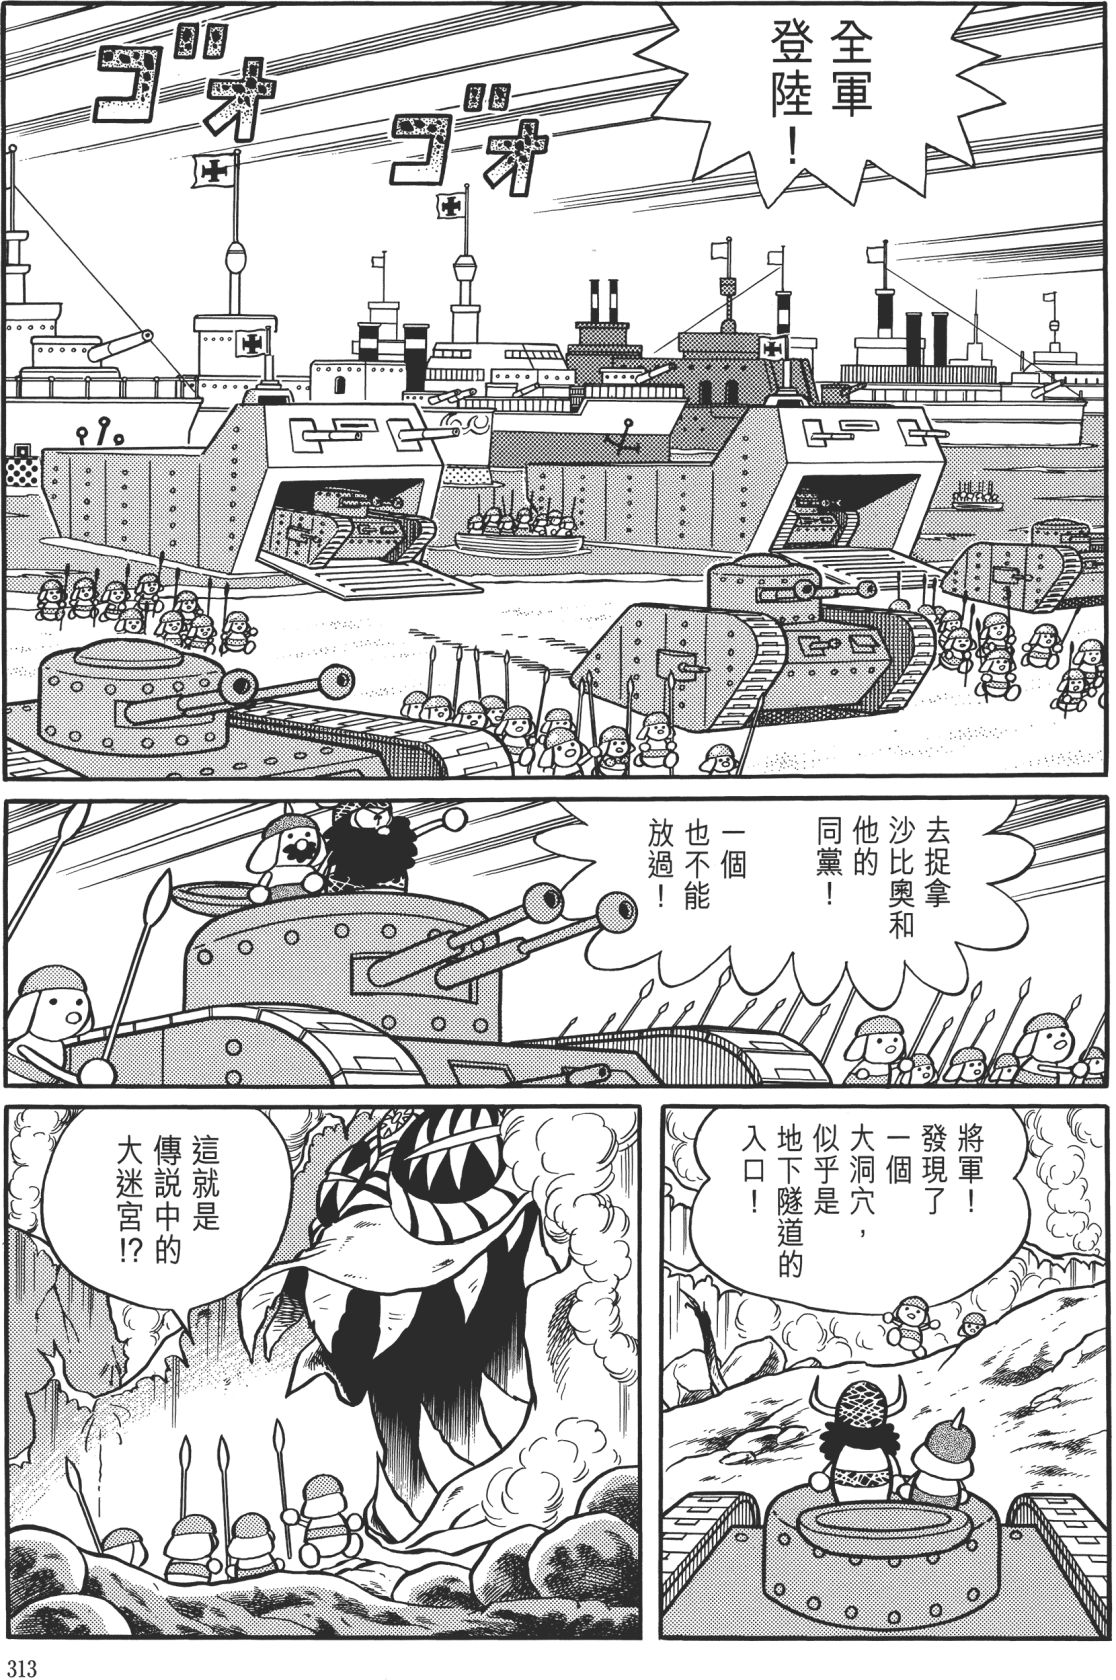 全軍
登陸！
ゴオ
ゴオ
去捉拿
沙比奧和
他的
同黨！
一個
也不能
放過！
將軍！
發現了
一個
大洞穴，
似乎是
地下隧道的
入口！
這就是
傳說中的
大迷宮!?
313